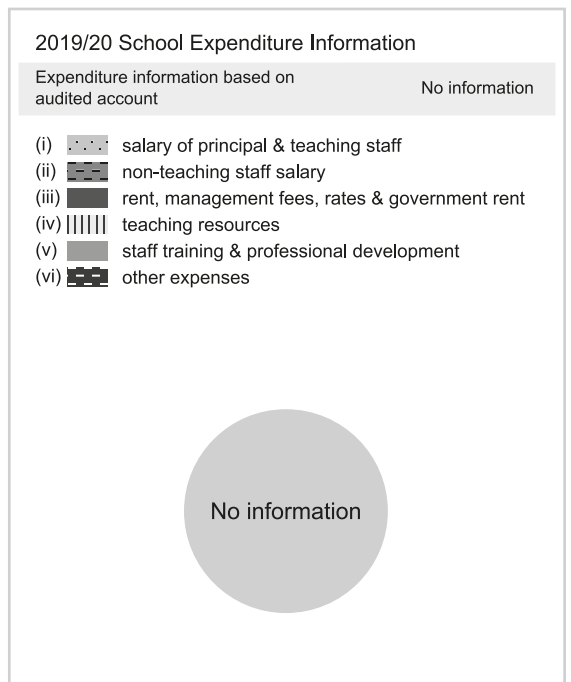 2019/20 School Expenditure Information
Expenditure information based on
audited account
No information
(i) salary of principal & teaching staff
(ii) non-teaching staff salary
(iii) rent, management fees, rates & government rent
(iv) teaching resources
(v) staff training & professional development
(vi) other expenses
No information